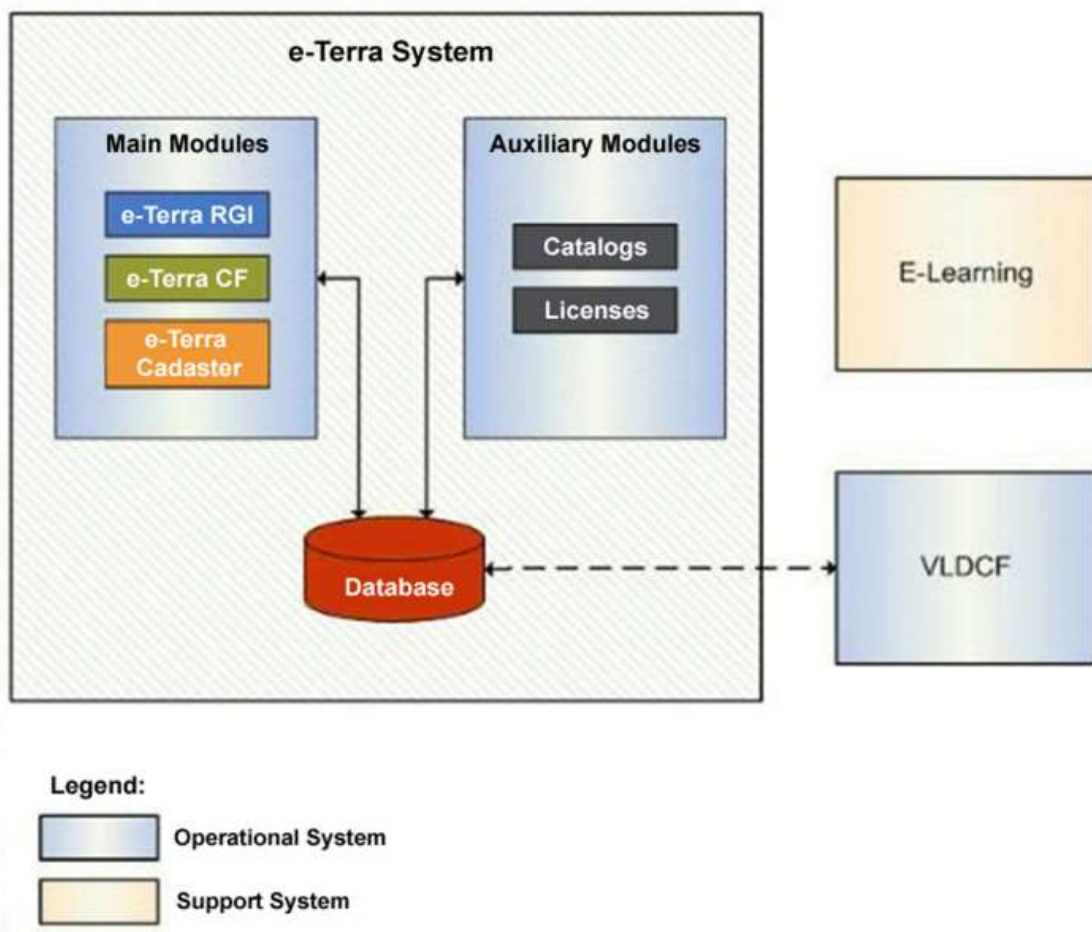 e-Terra System
Main Modules
e-Terra RGI
e-Terra CF
e-Terra
Cadaster
Auxiliary Modules
Catalogs
Licenses
Database
E-Learning
VLDCF
Legend:
Operational System
Support System